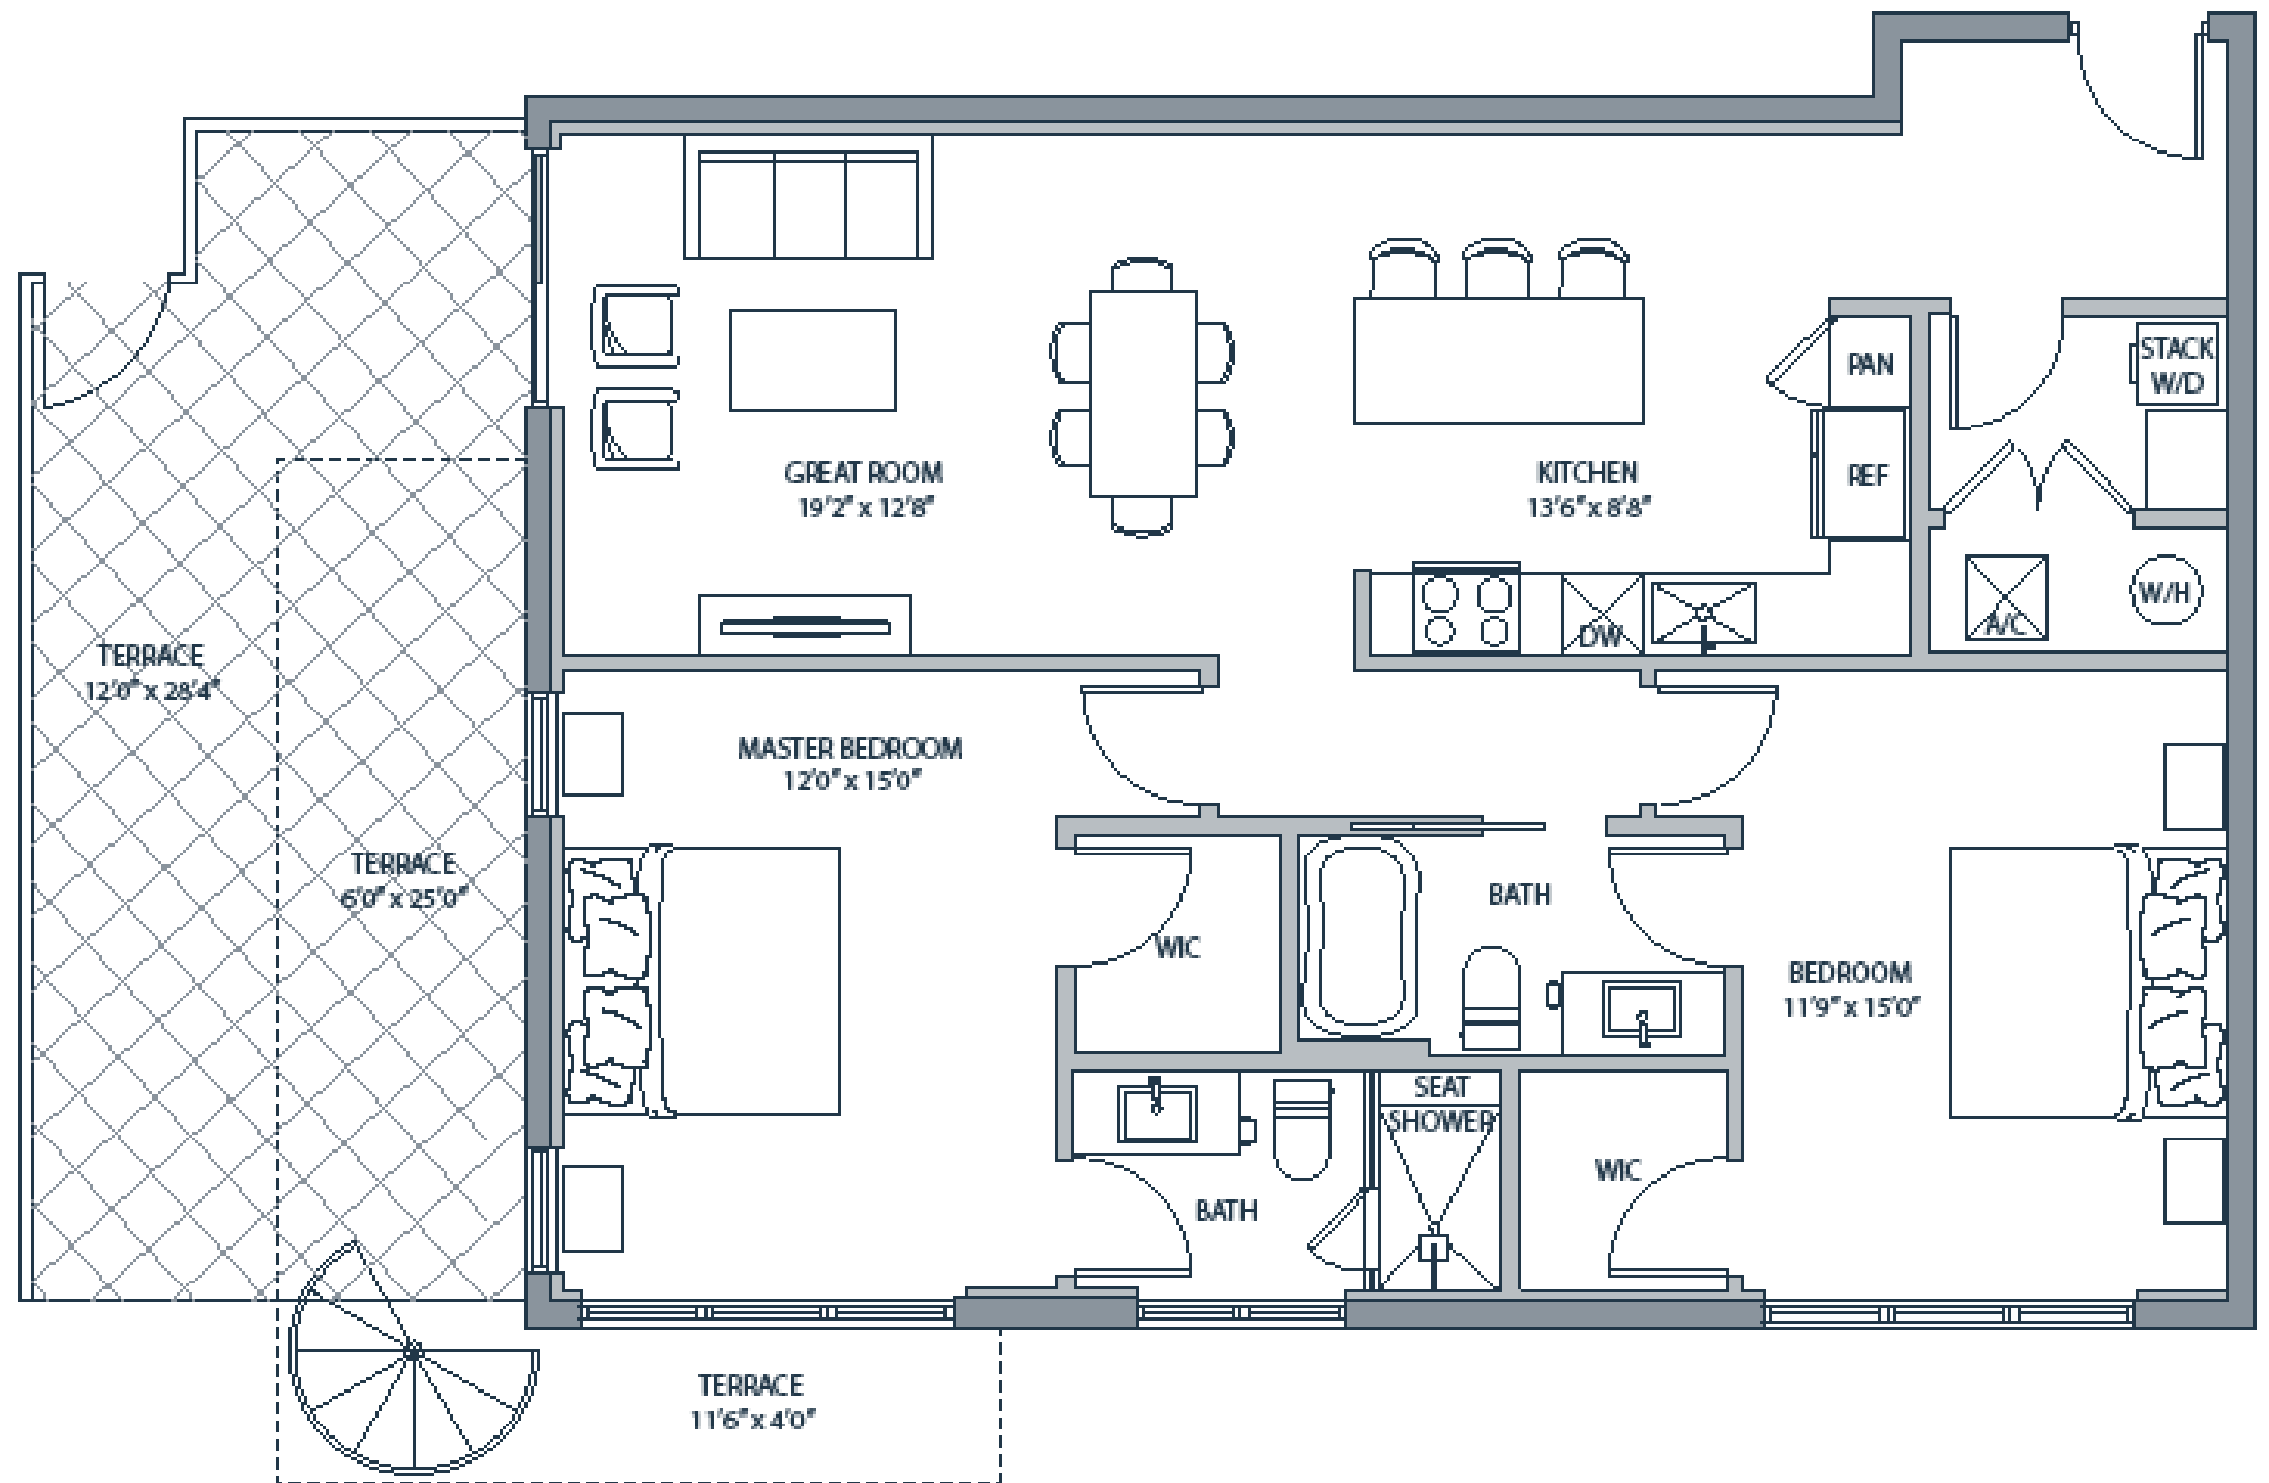 STACK
W/D
PAN
REF
GREAT ROOM
19'2" x 12'8"
KITCHEN
13'6" x 8'8"
W/H
A/C
DW
TERRACE
12'0" x 28'4"
MASTER BEDROOM
12'0" x 15'0"
TERRACE
6'0" x 25'0"
BATH
WIC
BEDROOM
11'9" x 15'0"
SEAT
SHOWER
WIC
BATH
TERRACE
11'6" x 4'0"